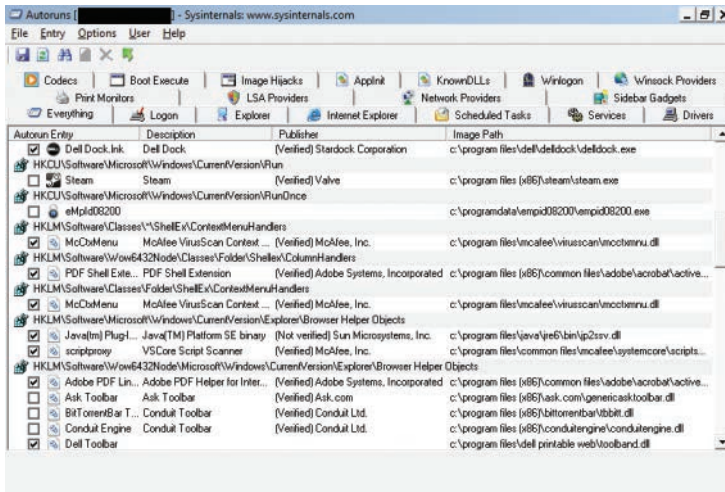 Autoruns [ ] - Sysinternals: www.sysinternals.com
File Entry Options User Help
Codecs Boot Execute Image Hijacks AppInit KnownDLLs Winlogon Winsock Providers
Print Monitors LSA Providers Network Providers Sidebar Gadgets
Everything Logon Explorer Internet Explorer Scheduled Tasks Services Drivers
Autorun Entry Description Publisher Image Path
Dell Dock.lnk Dell Dock (Verified) Stardock Corporation c:\program files\dell\delldock\delldock.exe
HKCU\Software\Microsoft\Windows\CurrentVersion\Run
Steam Steam (Verified) Valve c:\program files (x86)\steam\steam.exe
HKCU\Software\Microsoft\Windows\CurrentVersion\RunOnce
eMpId08200 c:\programdata\empid08200\empid08200.exe
HKLM\Software\Classes\*\ShellEx\ContextMenuHandlers
McCtxMenu McAfee VirusScan Context ... (Verified) McAfee, Inc. c:\program files\mcafee\virusscan\mcctxmnu.dll
HKLM\Software\Wow6432Node\Classes\Folder\Shellex\ColumnHandlers
PDF Shell Exte... PDF Shell Extension (Verified) Adobe Systems, Incorporated c:\program files (x86)\common files\adobe\acrobat\active...
HKLM\Software\Classes\Folder\ShellEx\ContextMenuHandlers
McCtxMenu McAfee VirusScan Context ... (Verified) McAfee, Inc. c:\program files\mcafee\virusscan\mcctxmnu.dll
HKLM\Software\Microsoft\Windows\CurrentVersion\Explorer\Browser Helper Objects
Java(tm) Plug-I... Java(TM) Platform SE binary (Not verified) Sun Microsystems, Inc. c:\program files\java\jre6\bin\jp2ssv.dll
scriptproxy VSCore Script Scanner (Verified) McAfee, Inc. c:\program files\common files\mcafee\systemcore\scripts...
HKLM\Software\Wow6432Node\Microsoft\Windows\CurrentVersion\Explorer\Browser Helper Objects
Adobe PDF Lin... Adobe PDF Helper for Inter... (Verified) Adobe Systems, Incorporated c:\program files (x86)\common files\adobe\acrobat\active...
Ask Toolbar Ask Toolbar (Verified) Ask.com c:\program files (x86)\ask.com\genericasktoolbar.dll
BitTorrentBar T... Conduit Toolbar (Verified) Conduit Ltd. c:\program files (x86)\bittorrentbar\tbbitt.dll
Conduit Engine Conduit Toolbar (Verified) Conduit Ltd. c:\program files (x86)\conduitengine\conduitengine.dll
Dell Toolbar c:\program files\dell printable web\toolband.dll